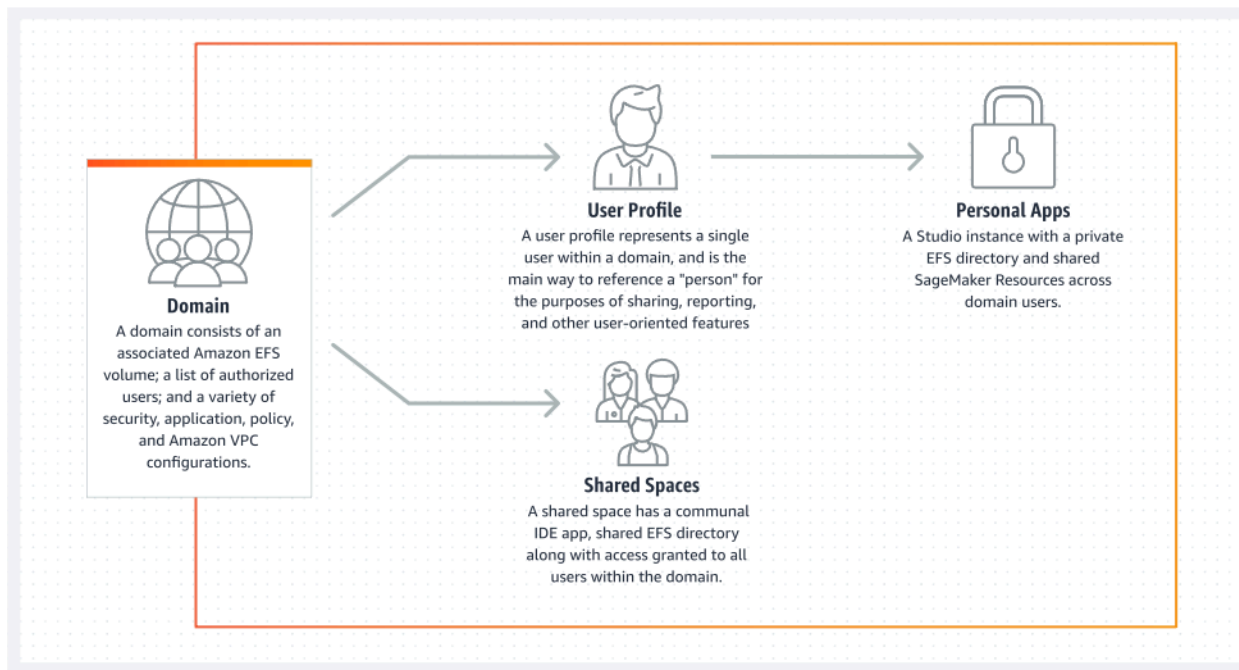 Domain
A domain consists of an
associated Amazon EFS
volume; a list of authorized
users; and a variety of
security, application, policy,
and Amazon VPC
configurations.
User Profile
A user profile represents a single
user within a domain, and is the
main way to reference a "person" for
the purposes of sharing, reporting,
and other user-oriented features
Personal Apps
A Studio instance with a private
EFS directory and shared
SageMaker Resources across
domain users.
Shared Spaces
A shared space has a communal
IDE app, shared EFS directory
along with access granted to all
users within the domain.